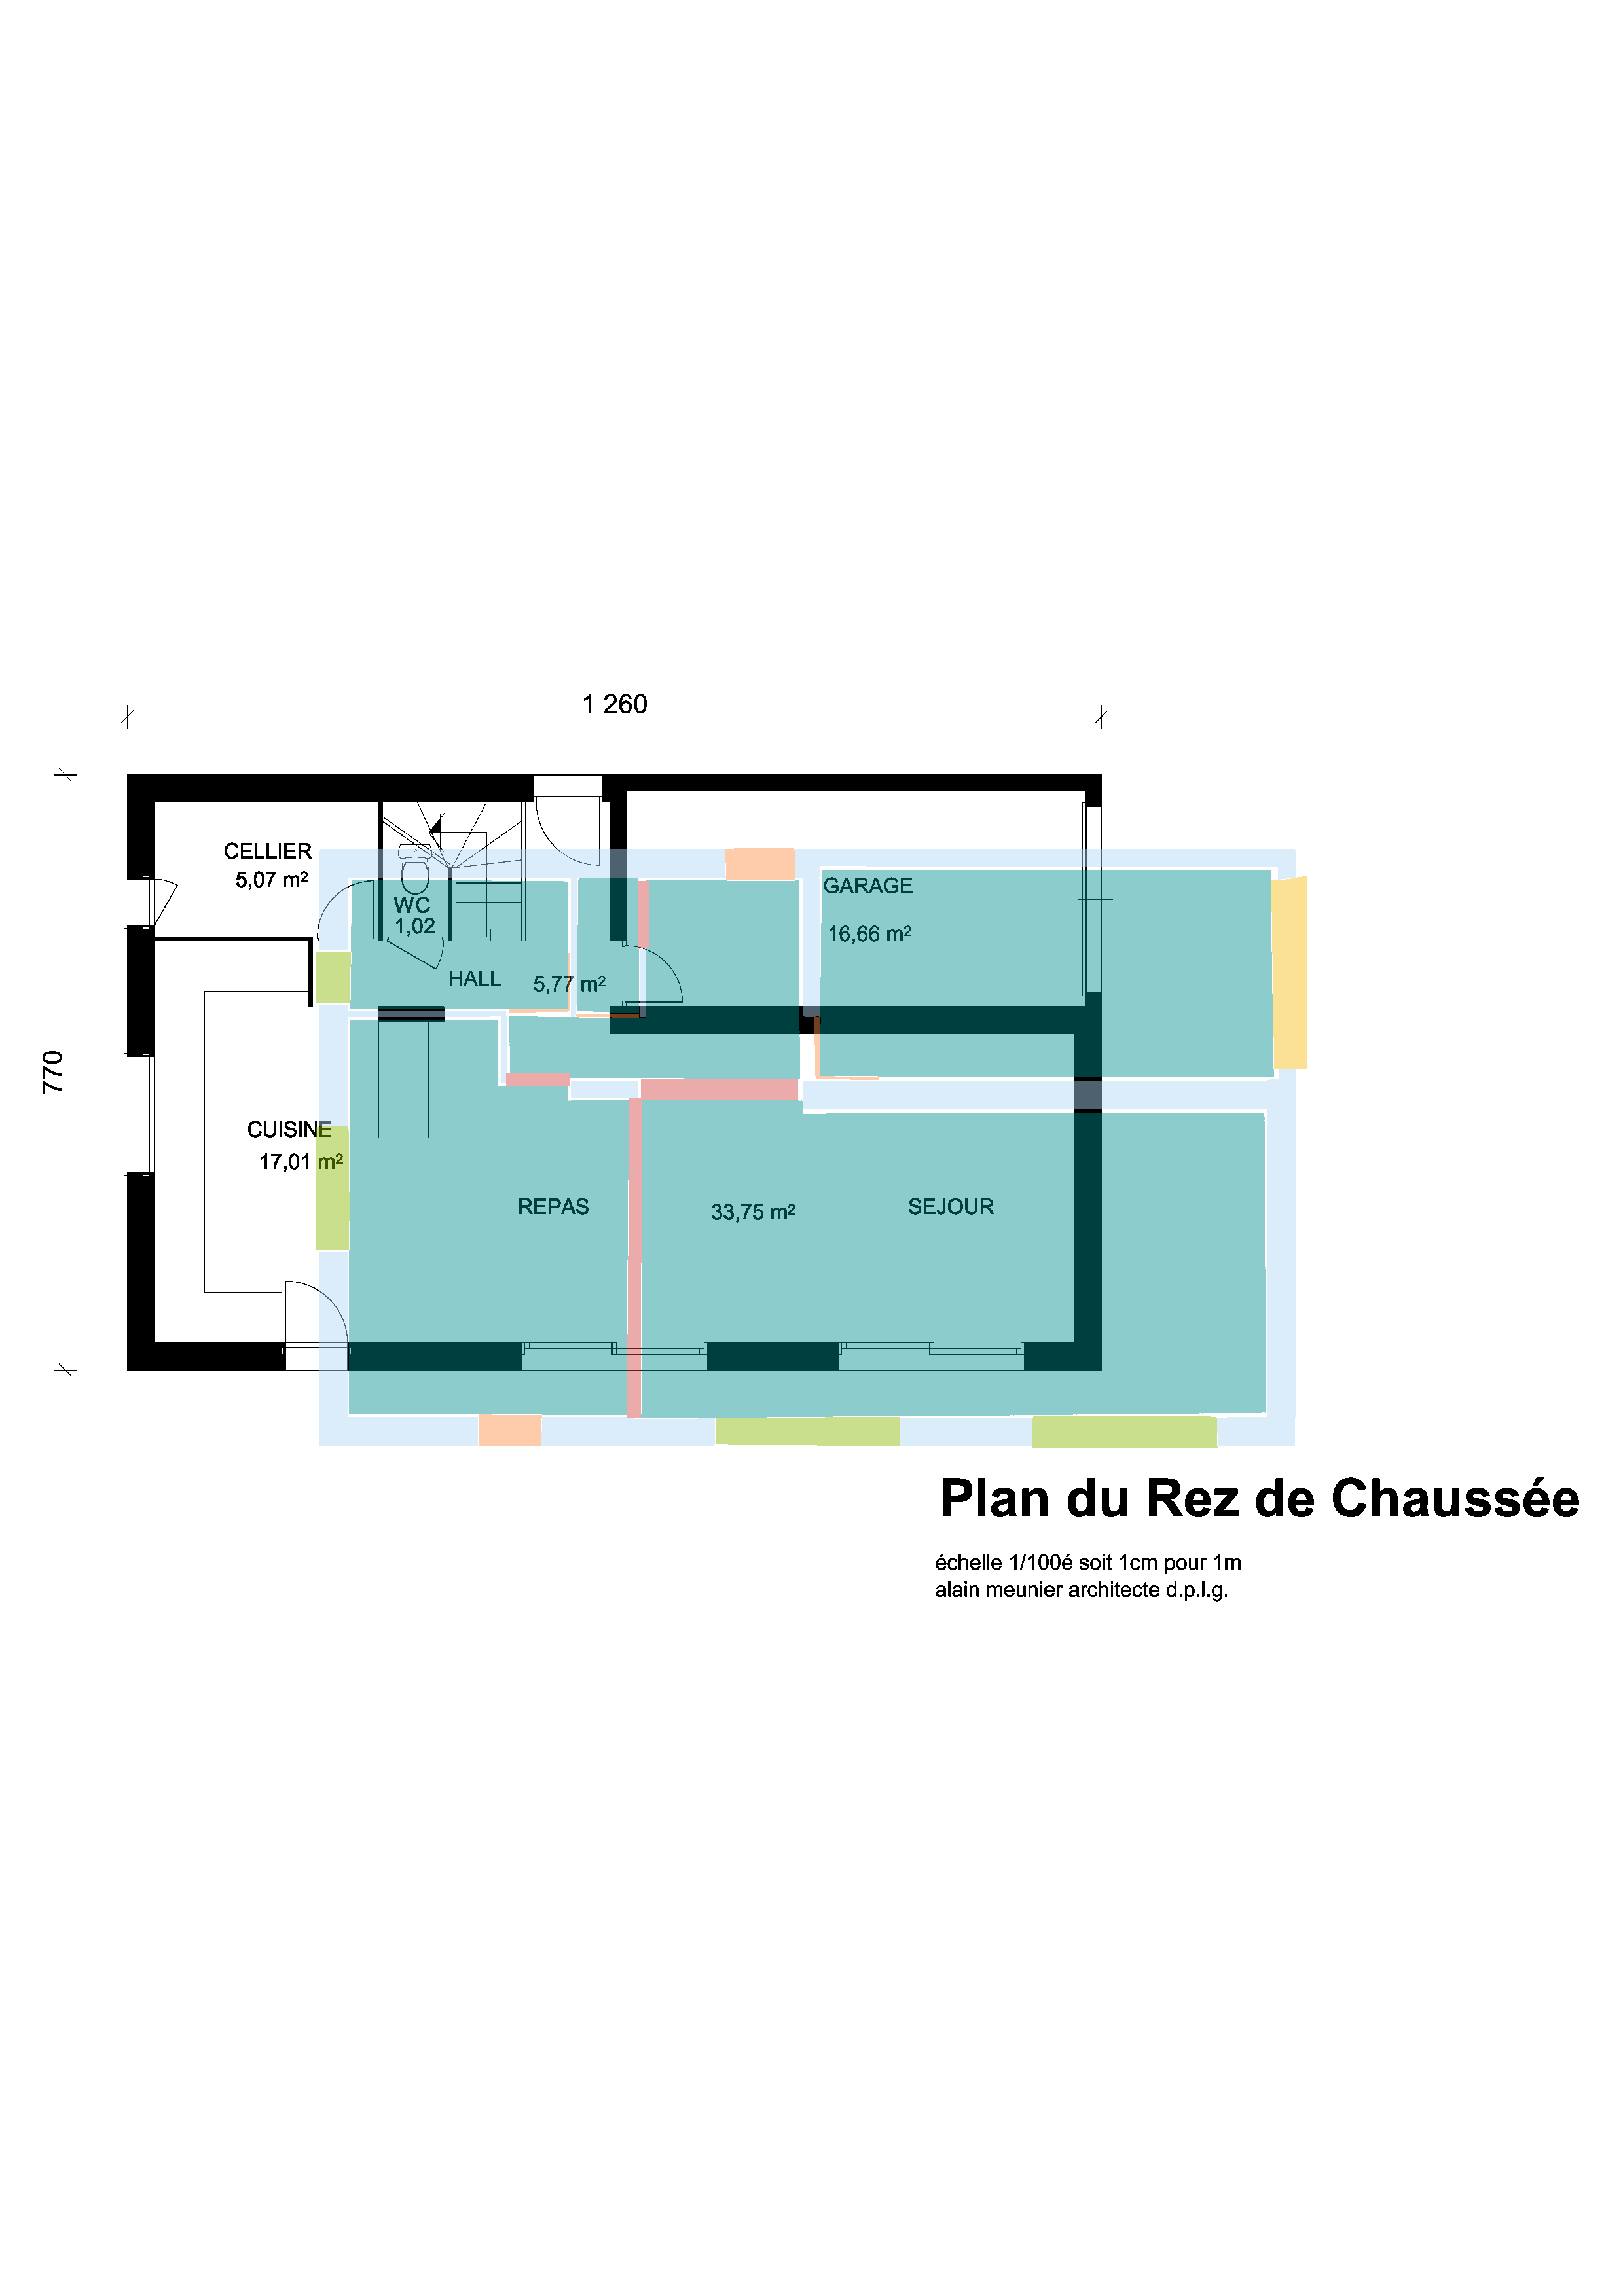 1 260
CELLIER
5,07 m²
WC
1,02
GARAGE
16,66 m²
HALL
5,77 m²
770
CUISINE
17,01 m²
REPAS
33,75 m²
SEJOUR
Plan du Rez de Chaussée
échelle 1/100é soit 1cm pour 1m
alain meunier architecte d.p.l.g.